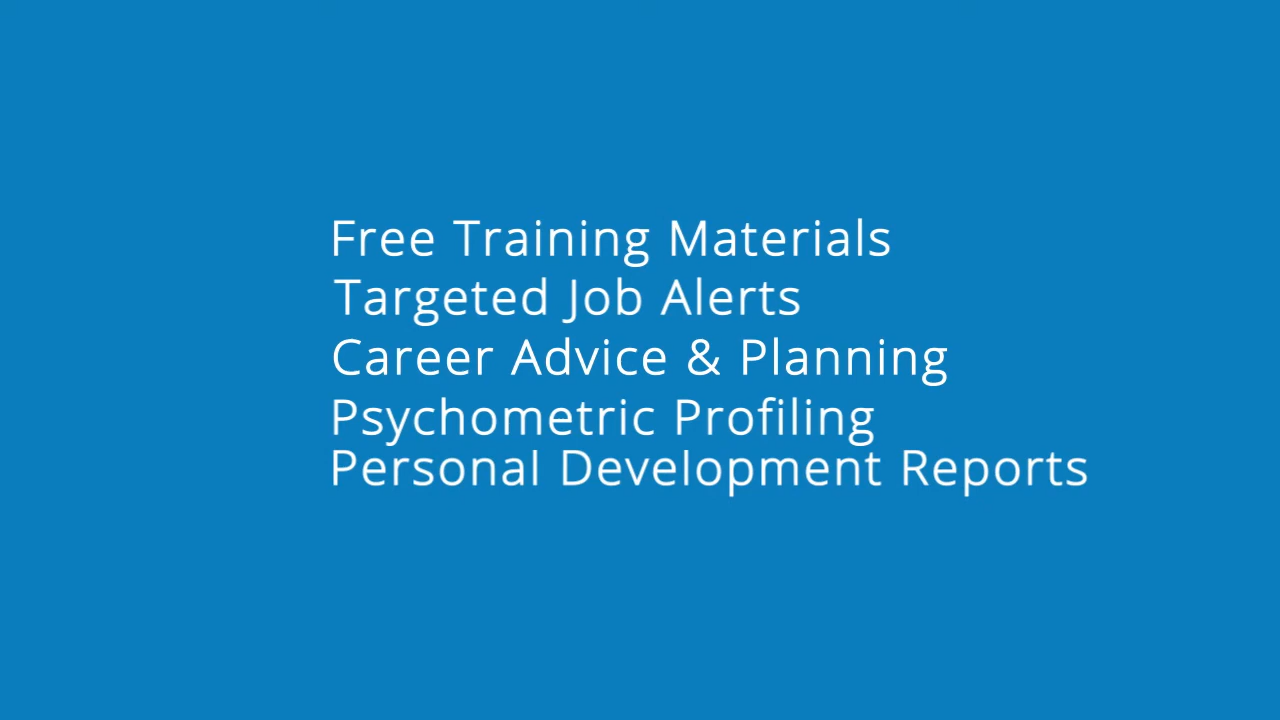 Free Training Materials
Targeted Job Alerts
Career Advice & Planning
Psychometric Profiling
Personal Development Reports